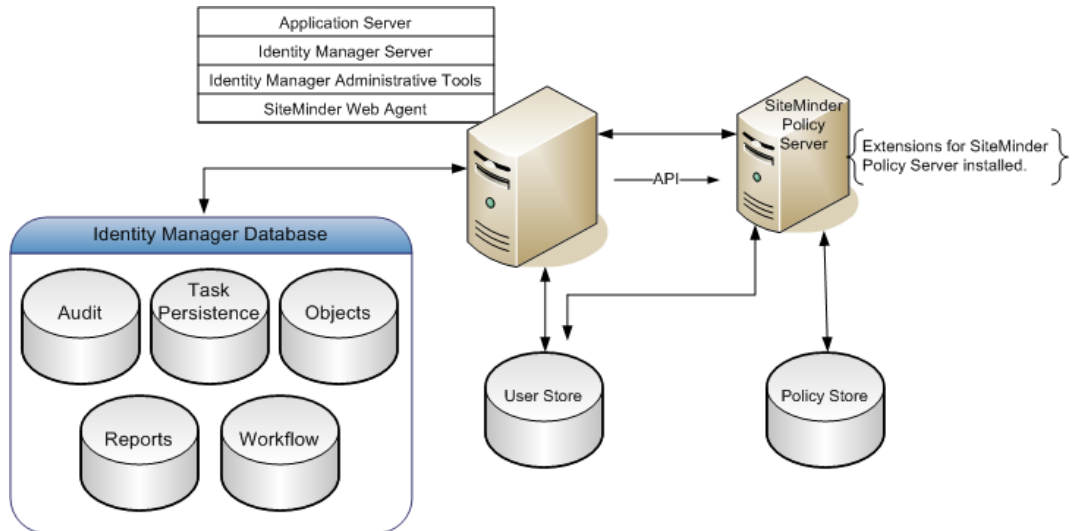 Application Server
Identity Manager Server
Identity Manager Administrative Tools
SiteMinder Web Agent
SiteMinder
Policy
Server
Extensions for SiteMinder
Policy Server installed.
API
Identity Manager Database
Audit
Task
Persistence
Objects
Reports
Workflow
User Store
Policy Store